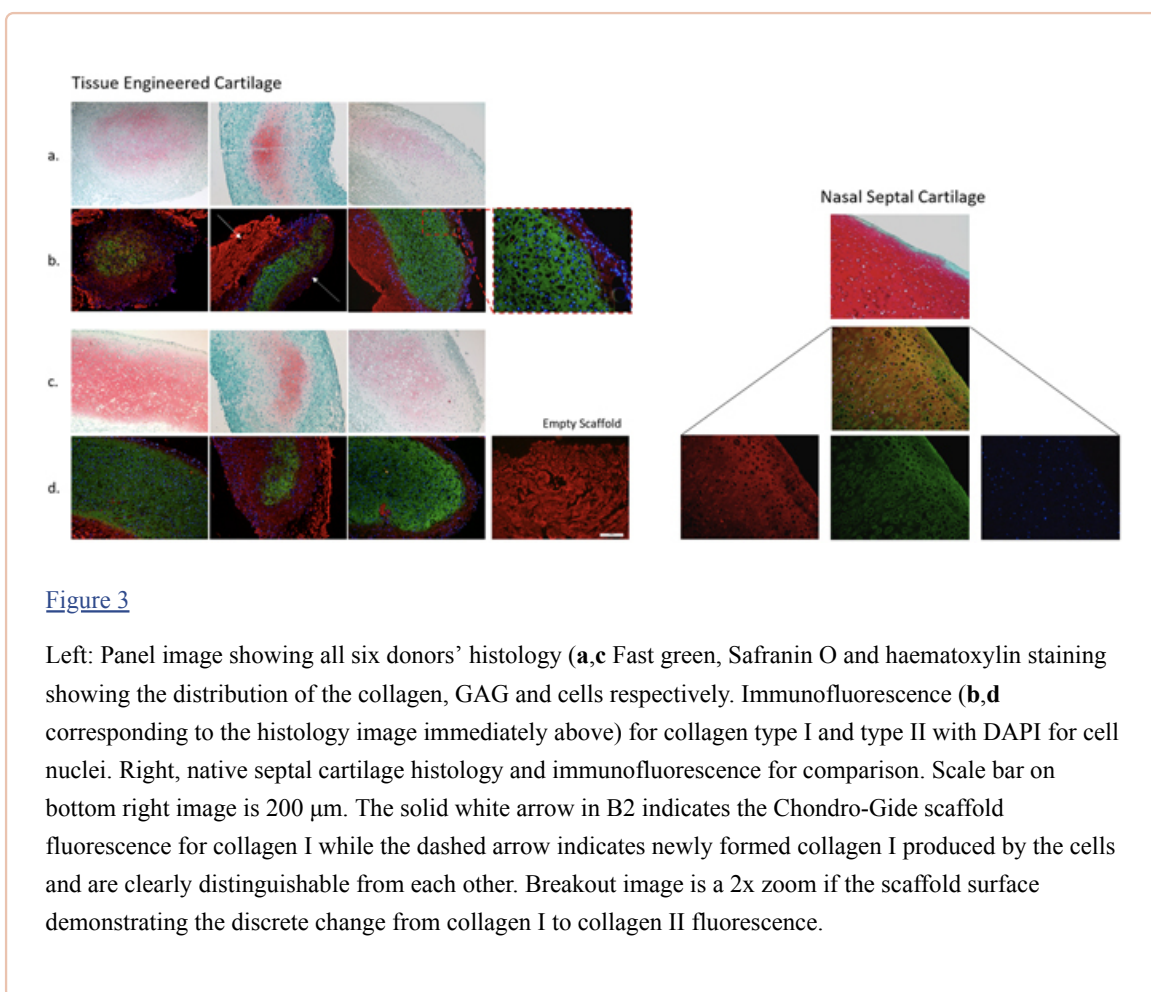 Tissue Engineered Cartilage
a.
b.
Nasal Septal Cartilage
c.
Empty Scaffold
d.
Figure 3
Left: Panel image showing all six donors’ histology (a,c Fast green, Safranin O and haematoxylin staining
showing the distribution of the collagen, GAG and cells respectively. Immunofluorescence (b,d
corresponding to the histology image immediately above) for collagen type I and type II with DAPI for cell
nuclei. Right, native septal cartilage histology and immunofluorescence for comparison. Scale bar on
bottom right image is 200 μm. The solid white arrow in B2 indicates the Chondro-Gide scaffold
fluorescence for collagen I while the dashed arrow indicates newly formed collagen I produced by the cells
and are clearly distinguishable from each other. Breakout image is a 2x zoom if the scaffold surface
demonstrating the discrete change from collagen I to collagen II fluorescence.